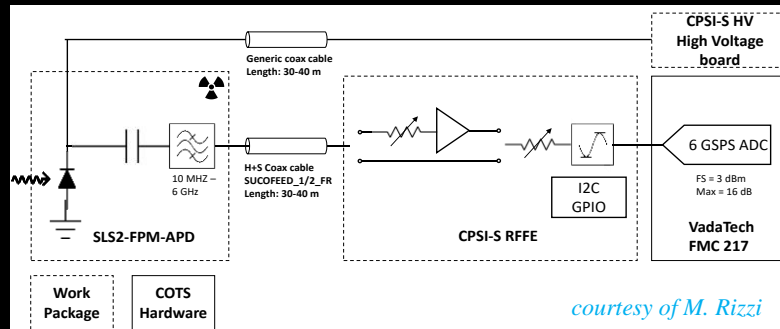 CPSI-S HV
High Voltage
board
Generic coax cable
Length: 30-40 m
10 MHZ –
6 GHz
H+S Coax cable
SUCOFEED_1/2_FR
Length: 30-40 m
SLS2-FPM-APD
I2C
GPIO
CPSI-S RFFE
6 GSPS ADC
FS = 3 dBm
Max = 16 dB
VadaTech
FMC 217
Work
Package
COTS
Hardware
courtesy of M. Rizzi